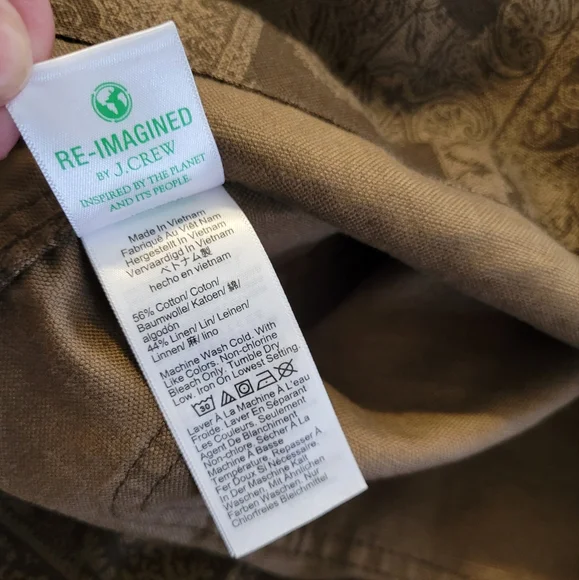 RE-IMAGINED
BY J.CREW
INSPIRED BY THE PLANET
AND ITS PEOPLE.
Made In Vietnam
Fabriqué Au Viêt Nam
Hergestellt In Vietnam
Vervaardigd In Vietnam
ベトナム製
hecho en vietnam
56% Cotton/ Coton/
Baumwolle/ Katoen/ 綿/
algodón
44% Linen/ Lin/ Leinen/
Linnen/ 麻/ lino
Machine Wash Cold. With
Like Colors. Non-chlorine
Bleach Only. Tumble Dry
Low. Iron On Lowest Setting.
30
Laver À La Machine À L'eau
Froide. Laver En Séparant
Les Couleurs. Seulement
Agent De Blanchiment
Non-chlore. Sécher À La
Machine À Basse
Température. Repasser À
Fer Doux Si Nécessaire.
In Der Maschine Kalt
Waschen. Mit Ähnlichen
Farben Waschen. Nur
Chlorfreies Bleichmittel